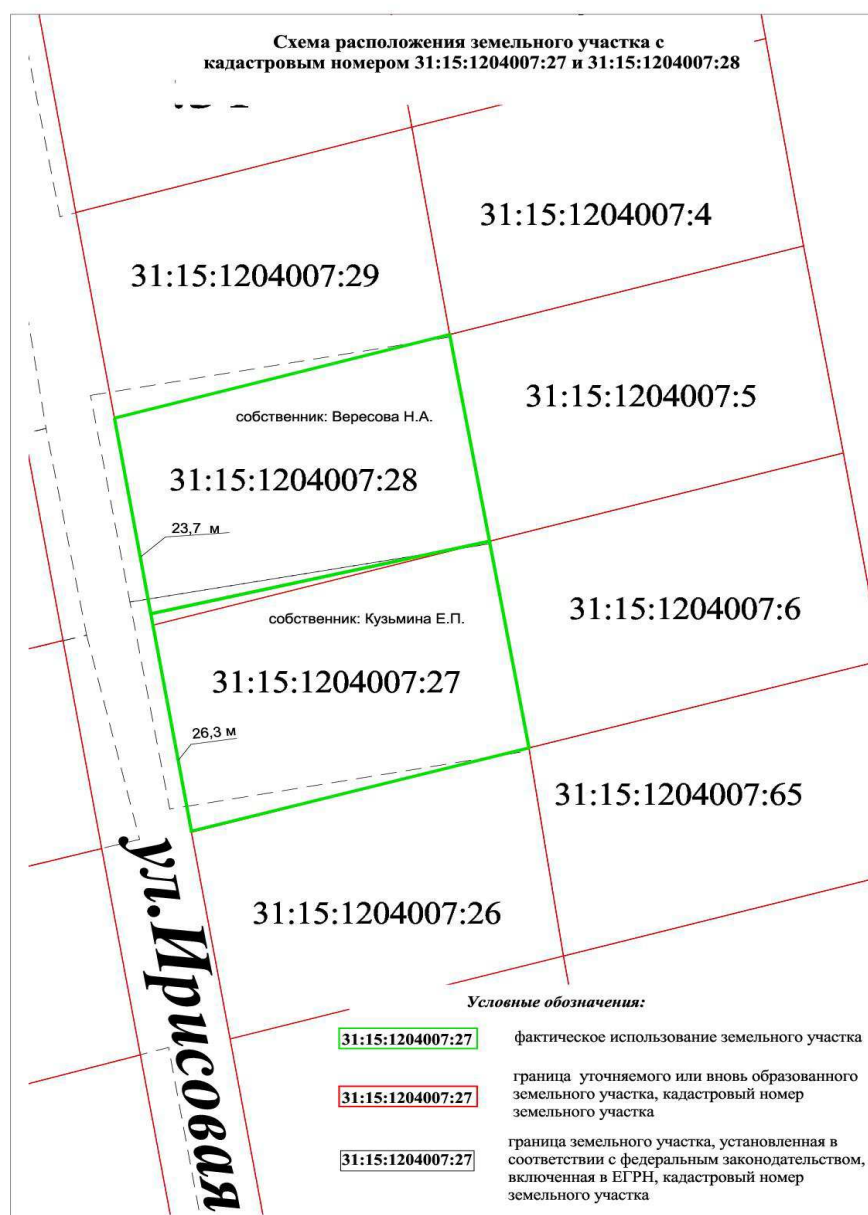 Схема расположения земельного участка с
кадастровым номером 31:15:1204007:27 и 31:15:1204007:28
31:15:1204007:4
31:15:1204007:29
31:15:1204007:5
собственник: Вересова Н.А.
31:15:1204007:28
23,7 м
31:15:1204007:6
собственник: Кузьмина Е.П.
31:15:1204007:27
26,3 м
31:15:1204007:65
ул.Ирисовая
31:15:1204007:26
Условные обозначения:
31:15:1204007:27 фактическое использование земельного участка
31:15:1204007:27 граница уточняемого или вновь образованного
земельного участка, кадастровый номер
земельного участка
31:15:1204007:27 граница земельного участка, установленная в
соответствии с федеральным законодательством,
включенная в ЕГРН, кадастровый номер
земельного участка